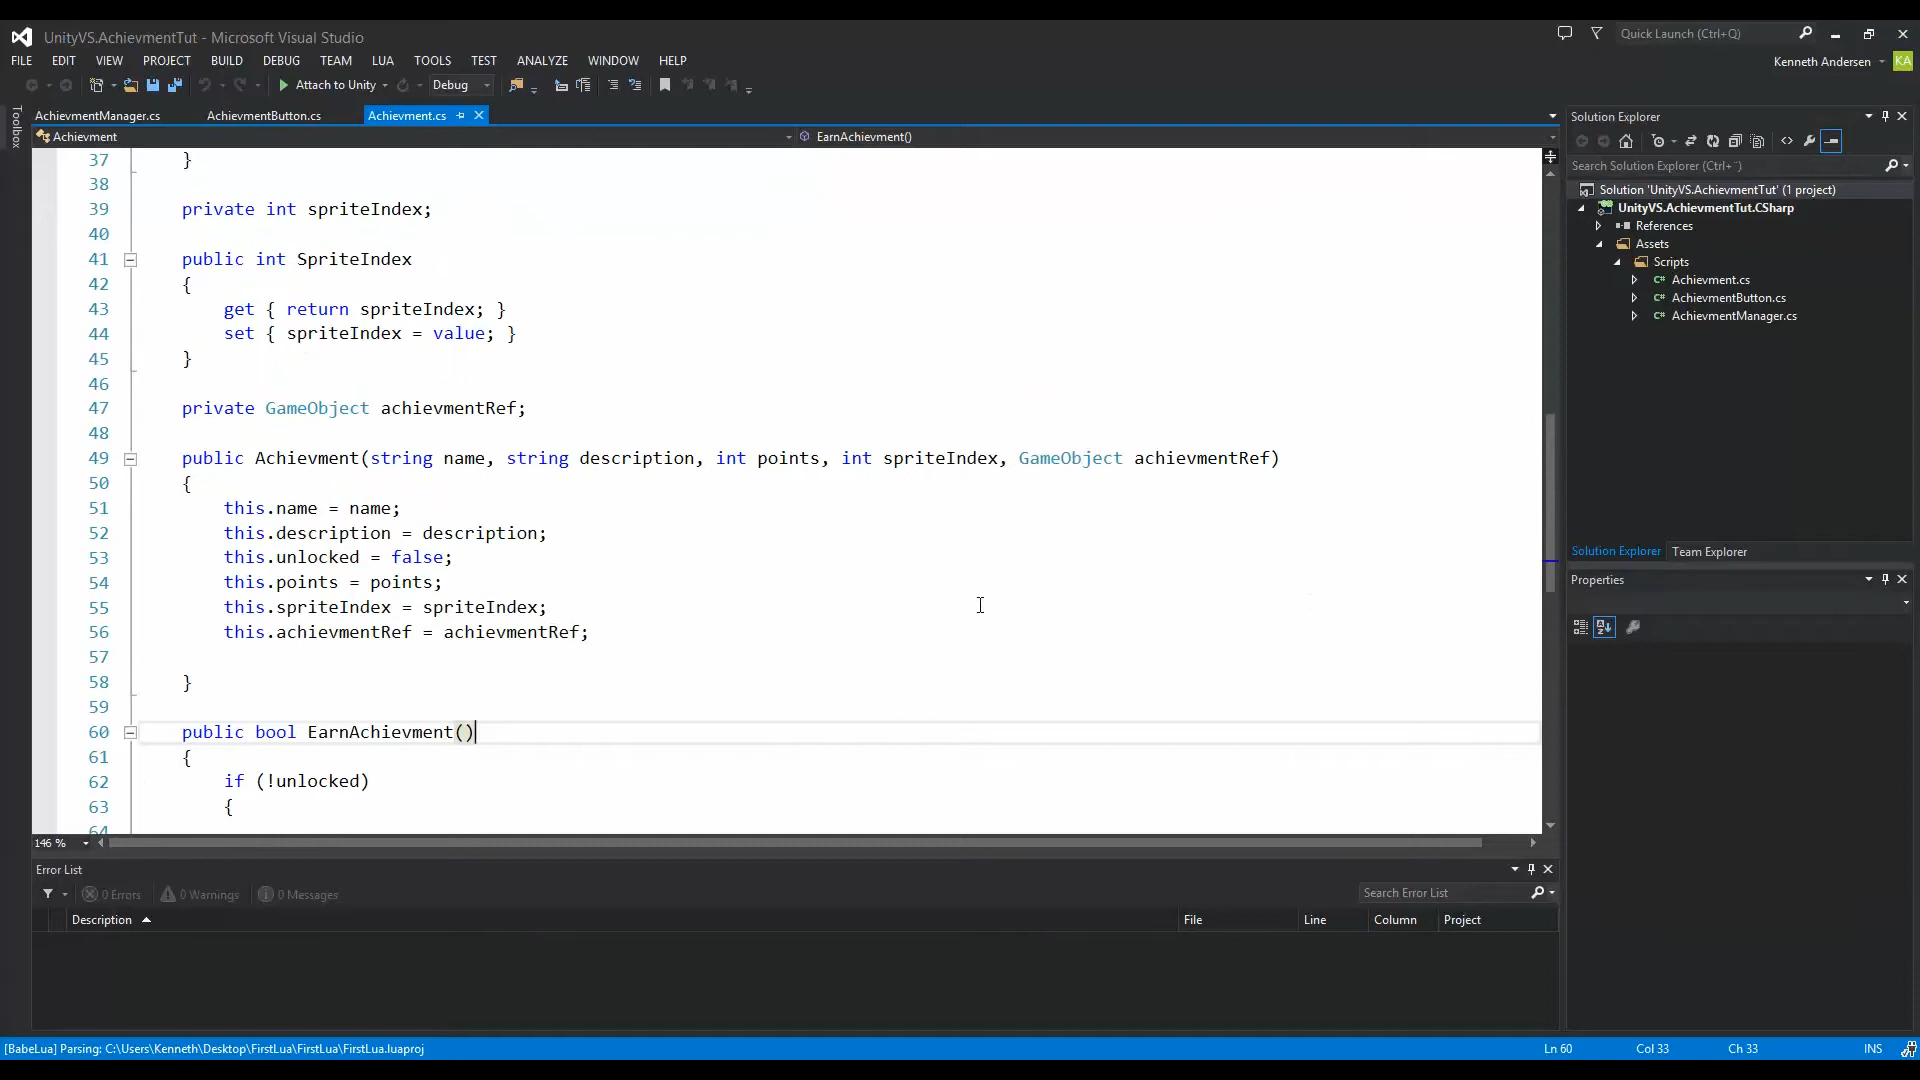 UnityVS.AchievmentTut - Microsoft Visual Studio
Quick Launch (Ctrl+Q)
FILE EDIT VIEW PROJECT BUILD DEBUG TEAM LUA TOOLS TEST ANALYZE WINDOW HELP
Kenneth Andersen KA
Attach to Unity Debug
Toolbox
AchievmentManager.cs AchievmentButton.cs Achievment.cs
Achievment EarnAchievment()
37 }
38
39 private int spriteIndex;
40
41 public int SpriteIndex
42 {
43 get { return spriteIndex; }
44 set { spriteIndex = value; }
45 }
46
47 private GameObject achievmentRef;
48
49 public Achievment(string name, string description, int points, int spriteIndex, GameObject achievmentRef)
50 {
51 this.name = name;
52 this.description = description;
53 this.unlocked = false;
54 this.points = points;
55 this.spriteIndex = spriteIndex;
56 this.achievmentRef = achievmentRef;
57
58 }
59
60 public bool EarnAchievment()
61 {
62 if (!unlocked)
63 {
64
146 %
Solution Explorer
Search Solution Explorer (Ctrl+¨)
Solution 'UnityVS.AchievmentTut' (1 project)
UnityVS.AchievmentTut.CSharp
References
Assets
Scripts
C# Achievment.cs
C# AchievmentButton.cs
C# AchievmentManager.cs
Solution Explorer Team Explorer
Properties
Error List
0 Errors 0 Warnings 0 Messages
Search Error List
Description File Line Column Project
[BabeLua] Parsing: C:\Users\Kenneth\Desktop\FirstLua\FirstLua\FirstLua.luaproj
Ln 60 Col 33 Ch 33 INS